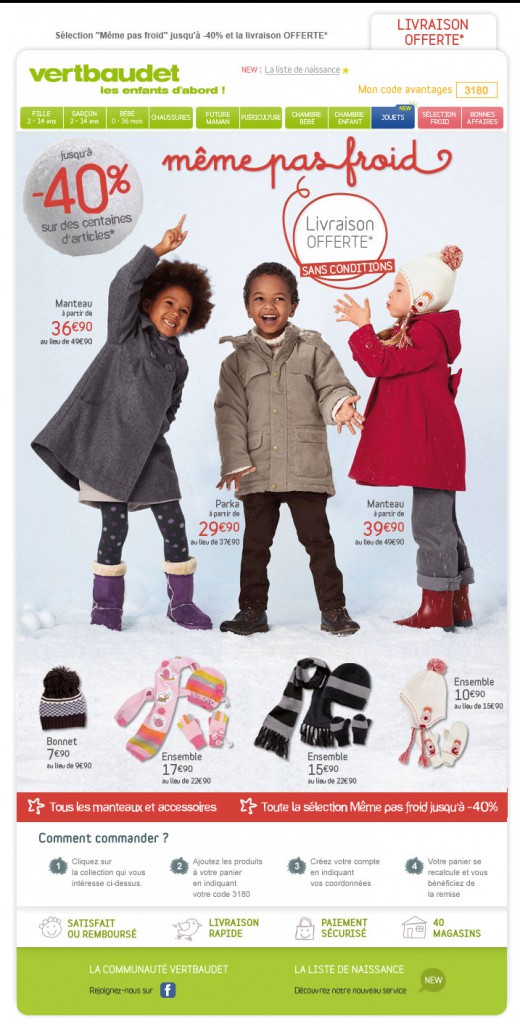 Sélection "Même pas froid" jusqu'à -40% et la livraison OFFERTE*
LIVRAISON
OFFERTE*
vertbaudet
les enfants d'abord !
NEW : La liste de naissance
Mon code avantages 3180
FILLE
2 - 14 ans
GARÇON
2 - 14 ans
BÉBÉ
0 - 36 mois
CHAUSSURES
FUTURE
MAMAN
PUÉRICULTURE
CHAMBRE
BÉBÉ
CHAMBRE
ENFANT
NEW
JOUETS
SÉLECTION
FROID
BONNES
AFFAIRES
jusqu'à
-40%
sur des centaines
d'articles*
même pas froid
Livraison
OFFERTE*
SANS CONDITIONS
Manteau
à partir de
36€90
au lieu de 49€90
Parka
à partir de
29€90
au lieu de 37€90
Manteau
à partir de
39€90
au lieu de 49€90
Bonnet
7€90
au lieu de 9€90
Ensemble
17€90
au lieu de 22€90
Ensemble
15€90
au lieu de 22€90
Ensemble
10€90
au lieu de 15€90
Tous les manteaux et accessoires
Toute la sélection Même pas froid jusqu'à -40%
Comment commander ?
1
Cliquez sur
la collection qui vous
intéresse ci-dessus.
2
Ajoutez les produits
à votre panier
en indiquant
votre code 3180
3
Créez votre compte
en indiquant
vos coordonnées
4
Votre panier se
recalcule et vous
bénéficiez de
la remise
SATISFAIT
OU REMBOURSÉ
LIVRAISON
RAPIDE
PAIEMENT
SÉCURISÉ
40
MAGASINS
LA COMMUNAUTÉ VERTBAUDET
Rejoignez-nous sur f
LA LISTE DE NAISSANCE
Découvrez notre nouveau service
NEW